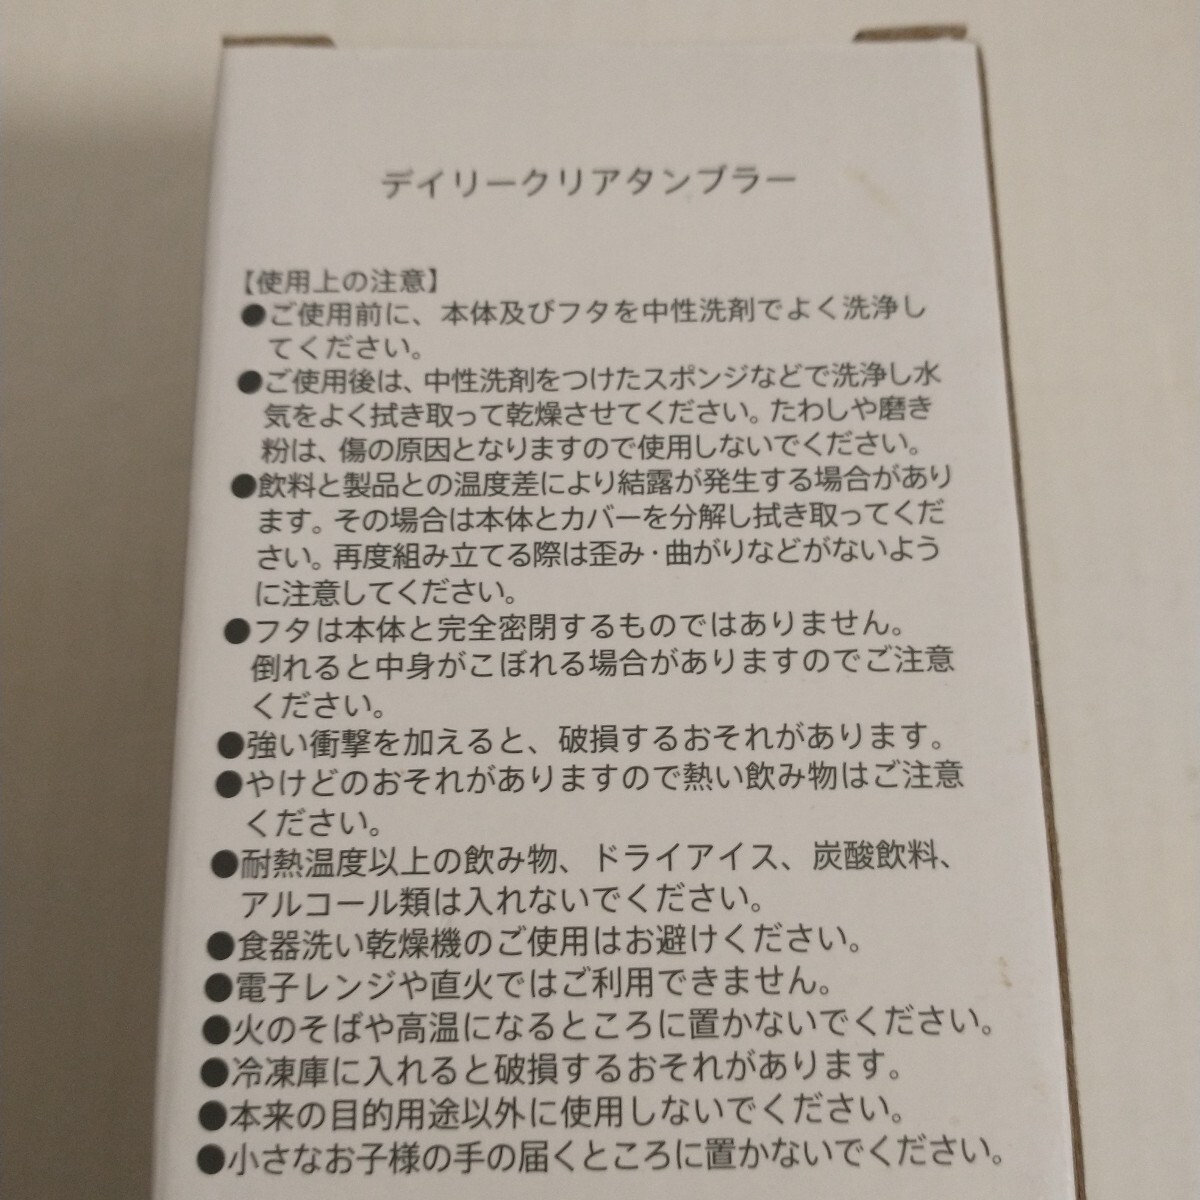 デイリークリアタンブラー
【使用上の注意】
●ご使用前に、本体及びフタを中性洗剤でよく洗浄し
てください。
●ご使用後は、中性洗剤をつけたスポンジなどで洗浄し水
気をよく拭き取って乾燥させてください。たわしや磨き
粉は、傷の原因となりますので使用しないでください。
●飲料と製品との温度差により結露が発生する場合があり
ます。その場合は本体とカバーを分解し拭き取ってくだ
さい。再度組み立てる際は歪み・曲がりなどがないよう
に注意してください。
●フタは本体と完全密閉するものではありません。
倒れると中身がこぼれる場合がありますのでご注意
ください。
●強い衝撃を加えると、破損するおそれがあります。
●やけどのおそれがありますので熱い飲み物はご注意
ください。
●耐熱温度以上の飲み物、ドライアイス、炭酸飲料、
アルコール類は入れないでください。
●食器洗い乾燥機のご使用はお避けください。
●電子レンジや直火ではご利用できません。
●火のそばや高温になるところに置かないでください。
●冷凍庫に入れると破損するおそれがあります。
●本来の目的用途以外に使用しないでください。
●小さなお子様の手の届くところに置かないでください。